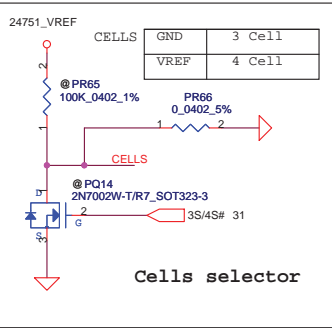 24751_VREF
CELLS GND 3 Cell
VREF 4 Cell
2
@PR65
100K_0402_1%
1
PR66
0_0402_5%
1 2
CELLS
@PQ14
2N7002W-T/R7_SOT323-3
D 1
2
G
S 3
3S/4S# 31
Cells selector